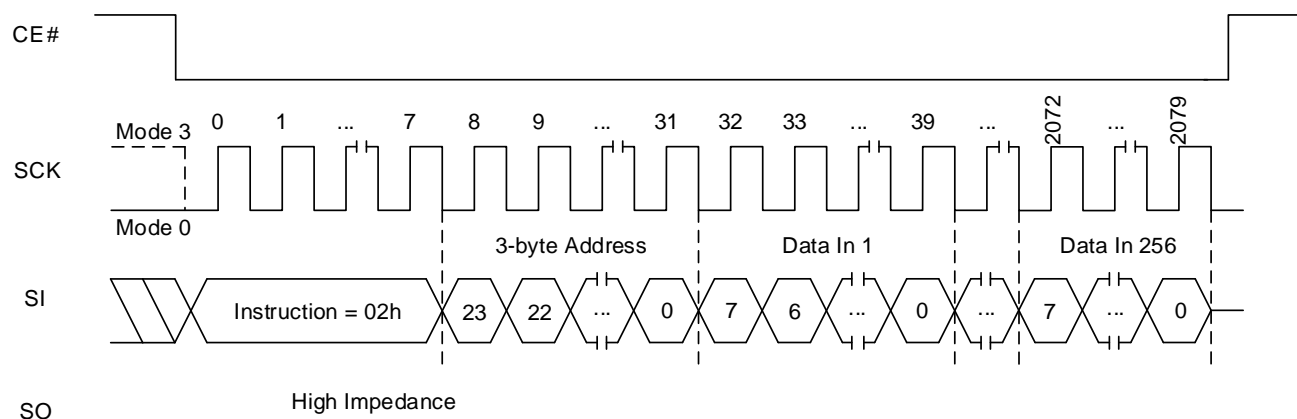 CE#
0 1 ... 7 8 9 ... 31 32 33 ... 39 ... 2072 ... 2079
Mode 3
SCK
Mode 0
3-byte Address Data In 1 Data In 256
SI
Instruction = 02h 23 22 ... 0 7 6 ... 0 ... 7 ... 0
High Impedance
SO